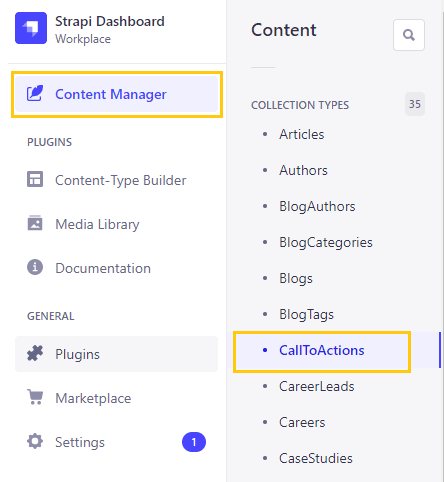 Strapi Dashboard
Workplace
Content Manager
PLUGINS
Content-Type Builder
Media Library
Documentation
GENERAL
Plugins
Marketplace
Settings
1
Content
COLLECTION TYPES
35
Articles
Authors
BlogAuthors
BlogCategories
Blogs
BlogTags
CallToActions
CareerLeads
Careers
CaseStudies